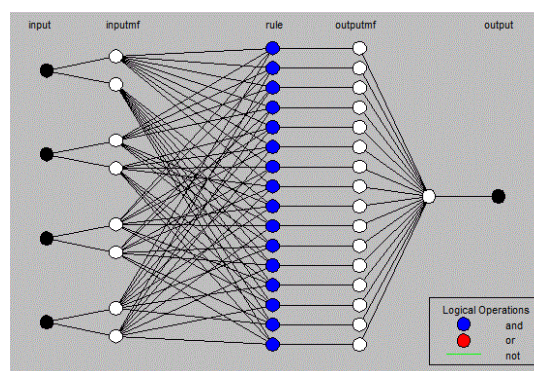 input inputmf rule outputmf output
Logical Operations
and
or
not